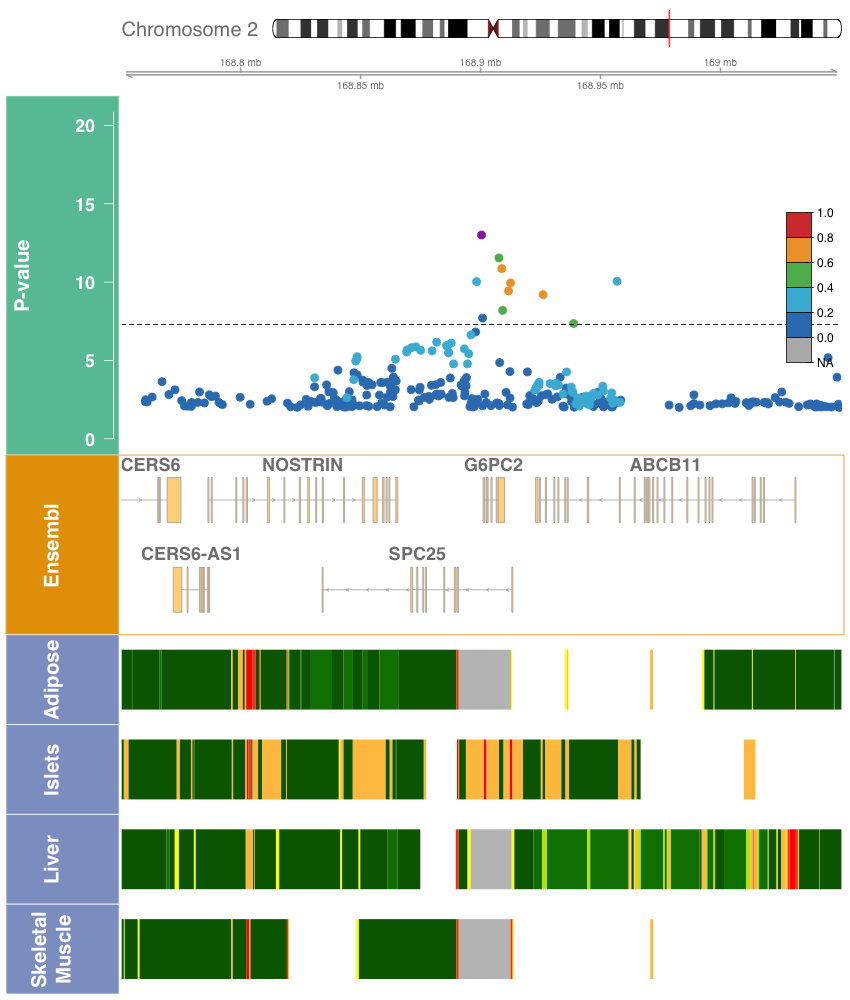 Chromosome 2
168.8 mb
168.9 mb
169 mb
168.85 mb
168.95 mb
P-value
20
15
10
5
0
1.0
0.8
0.6
0.4
0.2
0.0
NA
Ensembl
CERS6
NOSTRIN
G6PC2
ABCB11
CERS6-AS1
SPC25
Adipose
Islets
Liver
Skeletal
Muscle